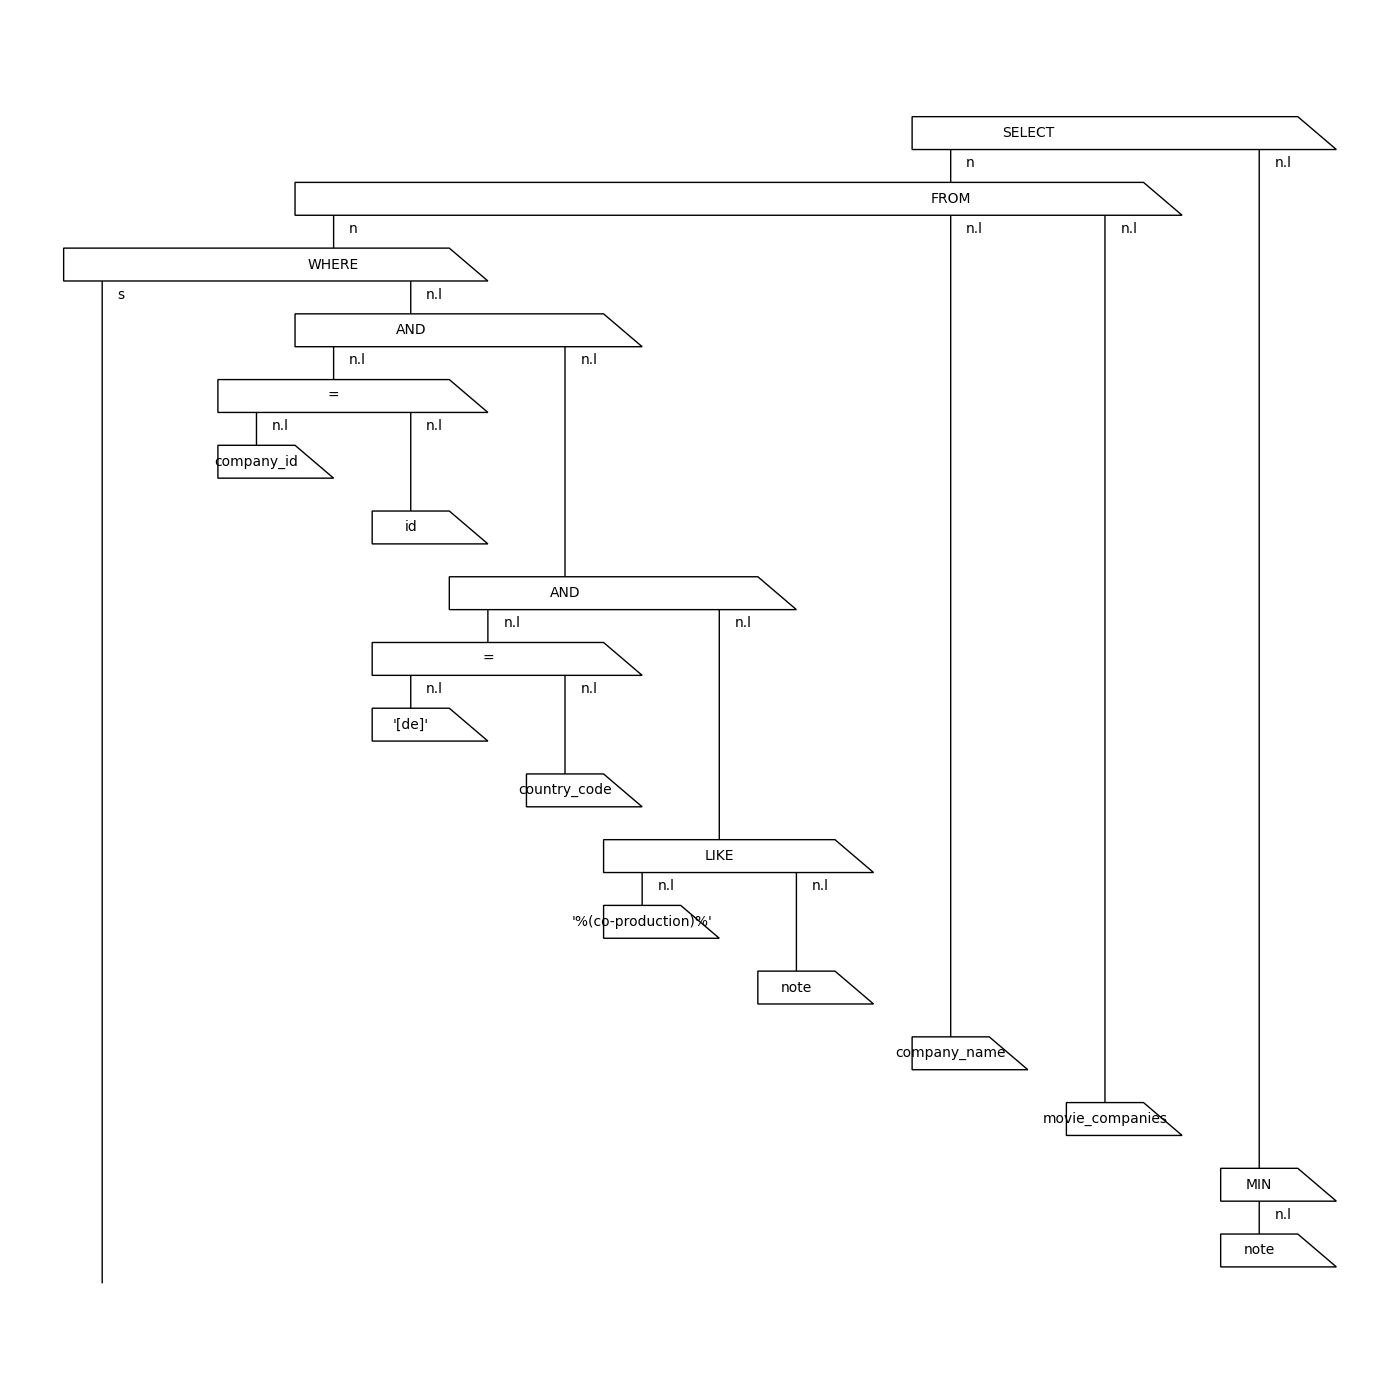 SELECT
n n.l
FROM
n n.l n.l
WHERE
s n.l
AND
n.l n.l
=
n.l n.l
company_id
id
AND
n.l n.l
=
n.l n.l
'[de]'
country_code
LIKE
n.l n.l
'%(co-production)%'
note
company_name
movie_companies
MIN
n.l
note